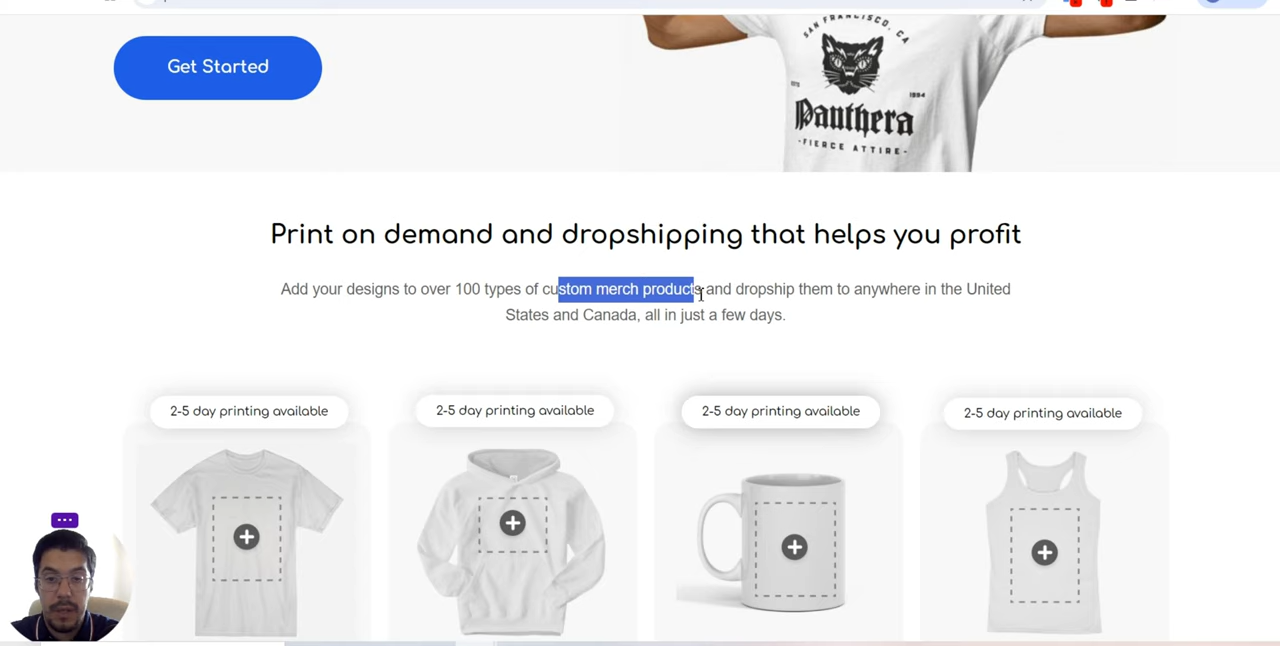 Get Started
SAN FRANCISCO, CA
1994
Panthera
-FIERCE ATTIRE-
Print on demand and dropshipping that helps you profit
Add your designs to over 100 types of custom merch products and dropship them to anywhere in the United
States and Canada, all in just a few days.
2-5 day printing available
2-5 day printing available
2-5 day printing available
2-5 day printing available